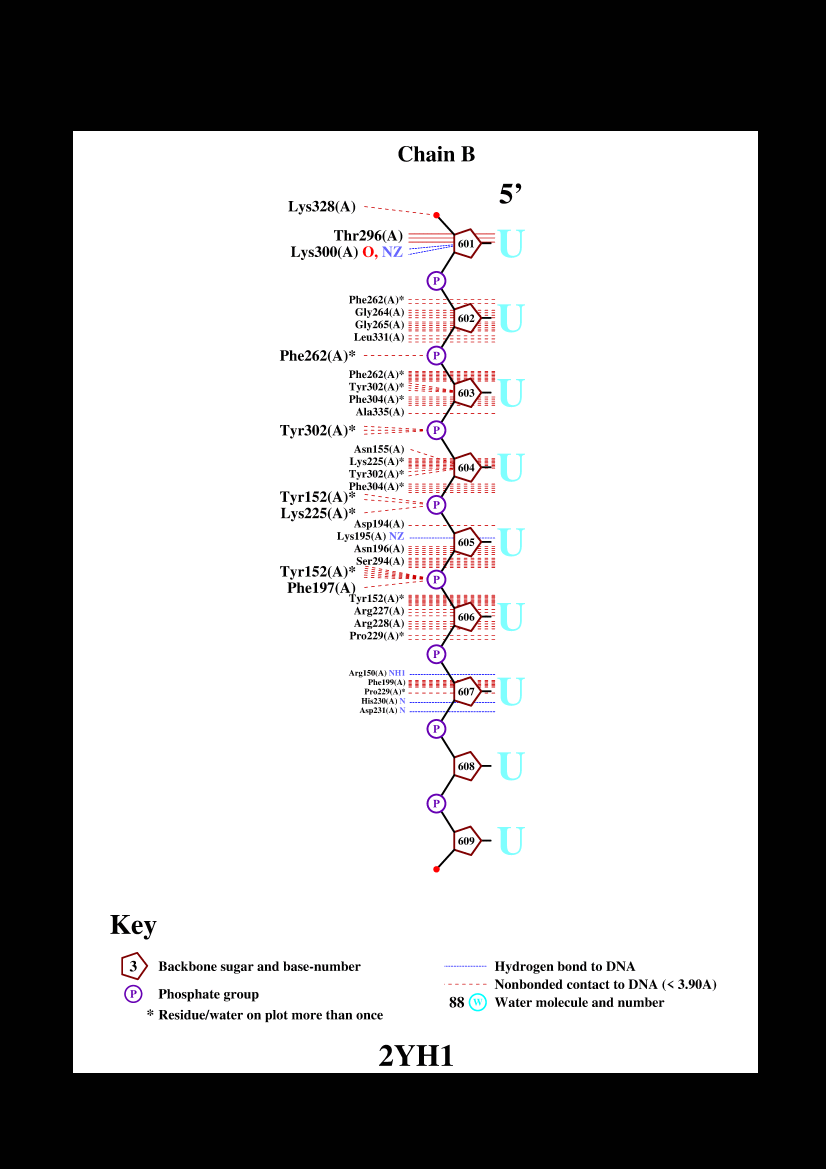 Chain B
5’
Lys328(A)
Thr296(A)
601
U
Lys300(A) O, NZ
P
Phe262(A)*
Gly264(A)
602
U
Gly265(A)
Leu331(A)
Phe262(A)*
P
Phe262(A)*
Tyr302(A)*
603
U
Phe304(A)*
Ala335(A)
Tyr302(A)*
P
Asn155(A)
Lys225(A)*
604
U
Tyr302(A)*
Phe304(A)*
Tyr152(A)*
P
Lys225(A)*
Asp194(A)
Lys195(A) NZ
605
U
Asn196(A)
Ser294(A)
Tyr152(A)*
P
Phe197(A)
Tyr152(A)*
Arg227(A)
606
U
Arg228(A)
Pro229(A)*
P
Arg150(A) NH1
Phe199(A)
607
U
Pro229(A)*
His230(A) N
Asp231(A) N
P
608
U
P
609
U
Key
3 Backbone sugar and base-number
P Phosphate group
* Residue/water on plot more than once
Hydrogen bond to DNA
Nonbonded contact to DNA (< 3.90A)
88 W Water molecule and number
2YH1